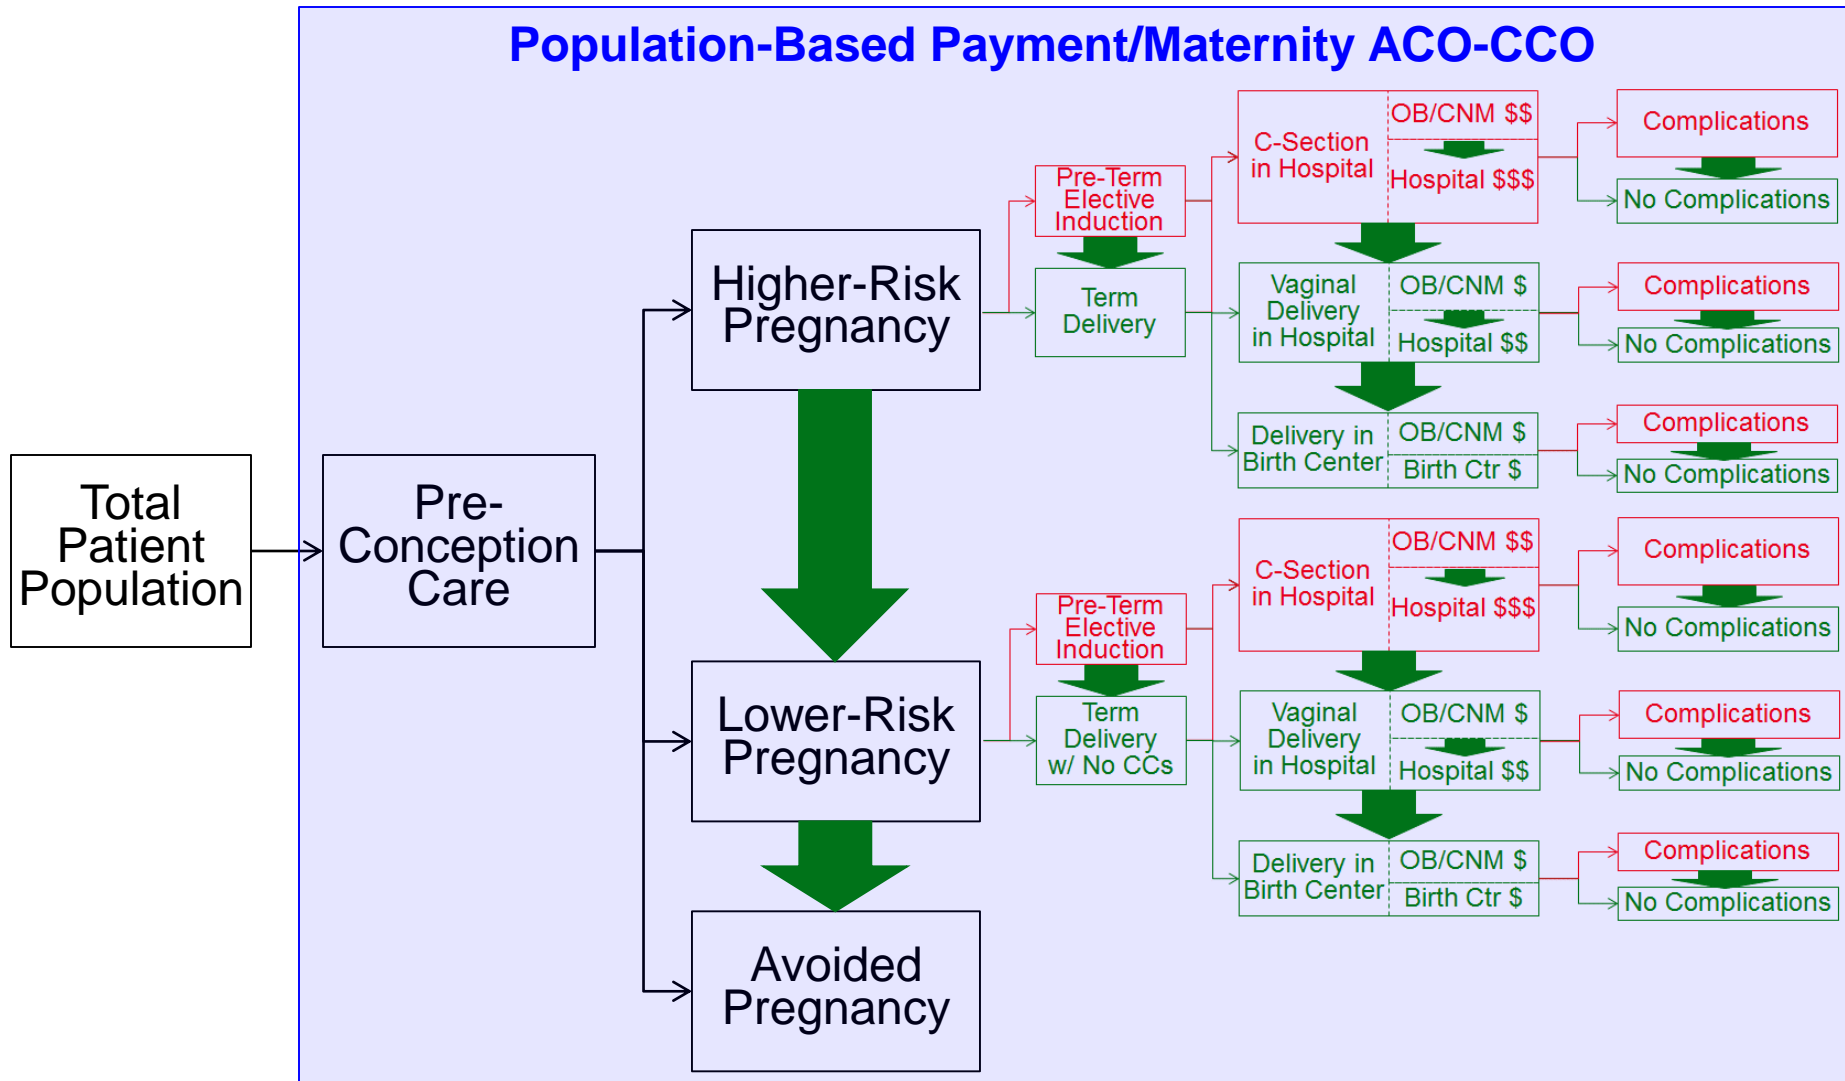 Population-Based Payment/Maternity ACO-CCO
Total
Patient
Population
Pre-
Conception
Care
Higher-Risk
Pregnancy
Pre-Term
Elective
Induction
Term
Delivery
C-Section
in Hospital
OB/CNM $$
Hospital $$$
Complications
No Complications
Vaginal
Delivery
in Hospital
OB/CNM $
Hospital $$
Complications
No Complications
Delivery in
Birth Center
OB/CNM $
Birth Ctr $
Complications
No Complications
Lower-Risk
Pregnancy
Pre-Term
Elective
Induction
Term
Delivery
w/ No CCs
C-Section
in Hospital
OB/CNM $$
Hospital $$$
Complications
No Complications
Vaginal
Delivery
in Hospital
OB/CNM $
Hospital $$
Complications
No Complications
Delivery in
Birth Center
OB/CNM $
Birth Ctr $
Complications
No Complications
Avoided
Pregnancy